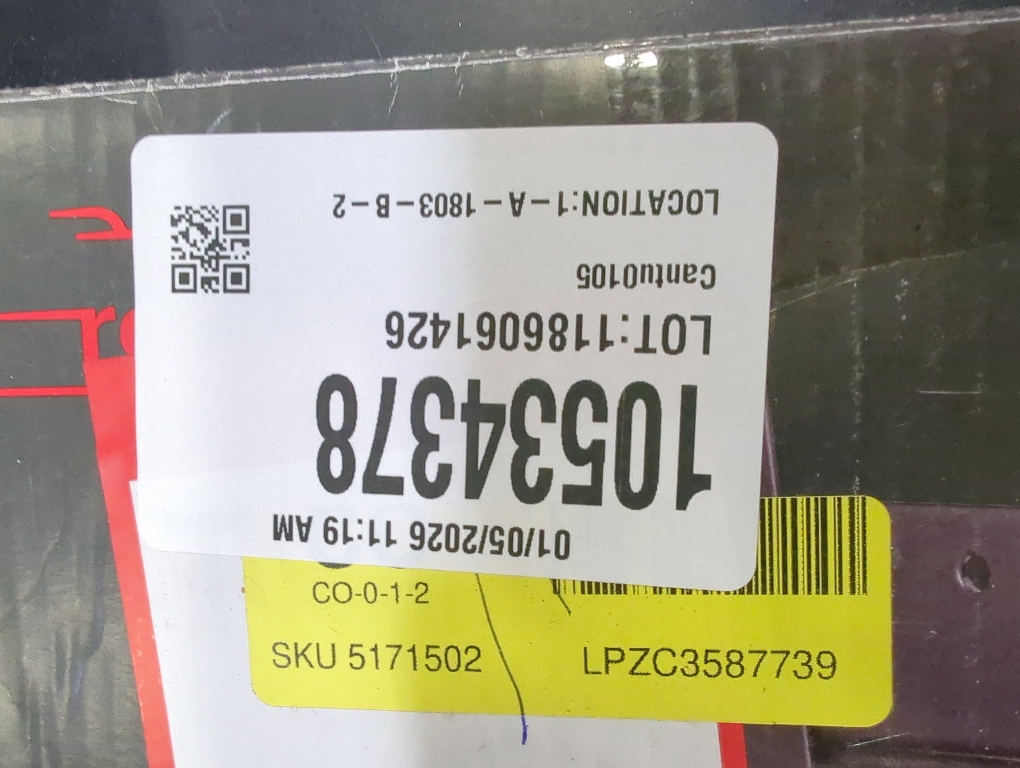 01/05/2026 11:19 AM
10534378
LOT:1186061426
Cantu0105
LOCATION:1-A-1803-B-2
CO-0-1-2
SKU 5171502
LPZC3587739